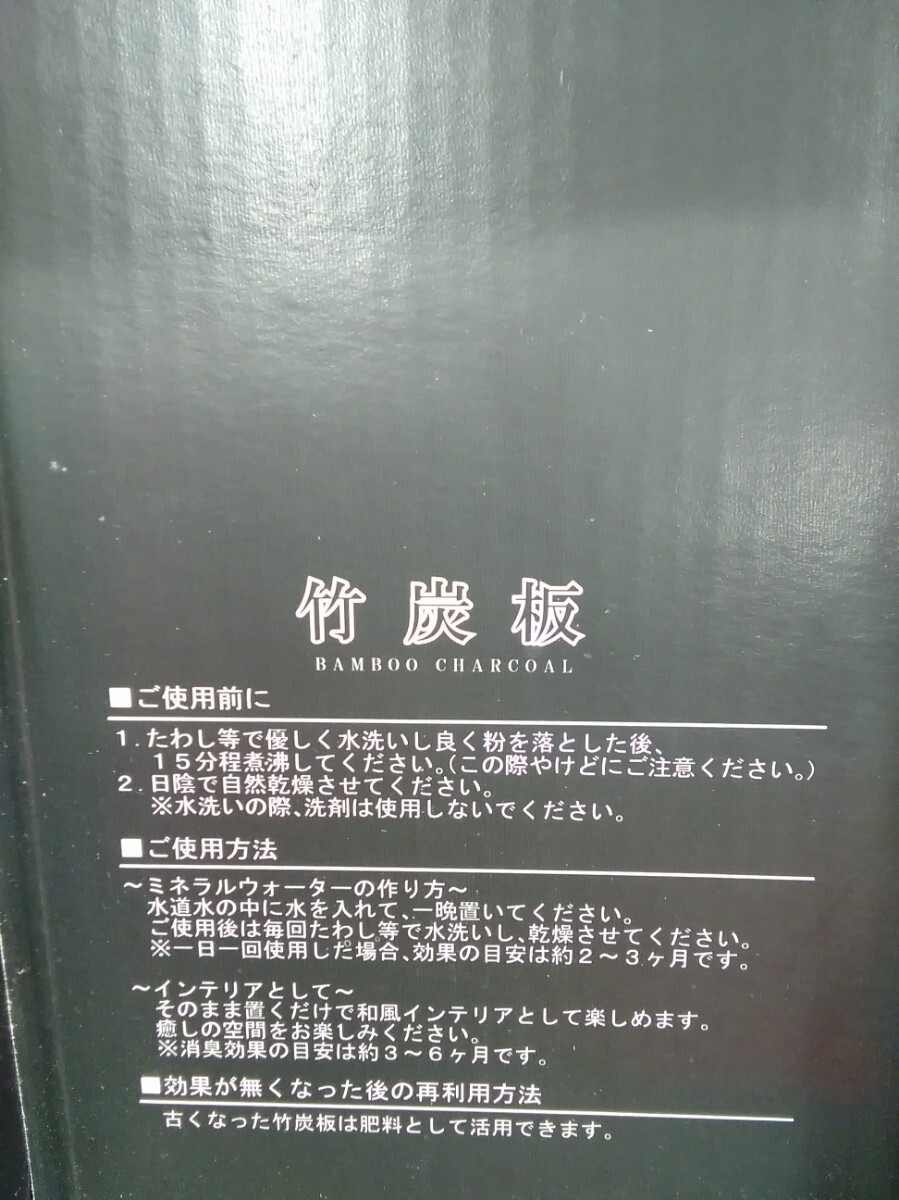 竹炭板
BAMBOO CHARCOAL
■ご使用前に
1.たわし等で優しく水洗いし良く粉を落とした後、
15分程煮沸してください。(この際やけどにご注意ください。)
2.日陰で自然乾燥させてください。
※水洗いの際、洗剤は使用しないでください。
■ご使用方法
~ミネラルウォーターの作り方~
水道水の中に水を入れて、一晩置いてください。
ご使用後は毎回たわし等で水洗いし、乾燥させてください。
※一日一回使用した場合、効果の目安は約2~3ヶ月です。
~インテリアとして~
そのまま置くだけで和風インテリアとして楽しめます。
癒しの空間をお楽しみください。
※消臭効果の目安は約3~6ヶ月です。
■効果が無くなった後の再利用方法
古くなった竹炭板は肥料として活用できます。